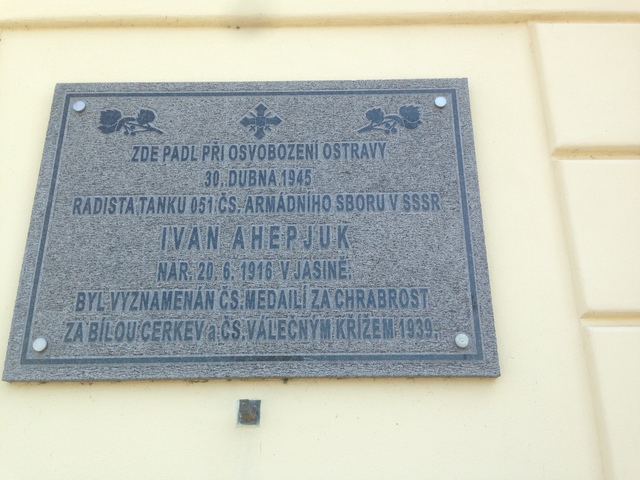 ZDE PADL PŘI OSVOBOZENÍ OSTRAVY
30. DUBNA 1945
RADISTA TANKU 051 ČS. ARMÁDNÍHO SBORU V SSSR
IVAN AHEPJUK
NAR. 20. 6. 1916 V JASINĚ,
BYL VYZNAMENÁN ČS. MEDAILÍ ZA CHRABROST
ZA BÍLOU CERKEV a ČS. VÁLEČNÝM KŘÍŽEM 1939.